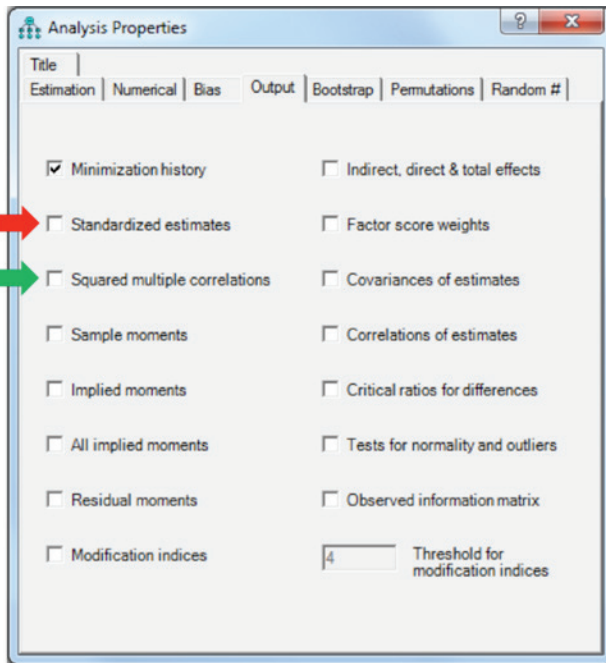 Analysis Properties
?
X
Title
Estimation Numerical Bias Output Bootstrap Permutations Random #
Minimization history
Indirect, direct & total effects
Standardized estimates
Factor score weights
Squared multiple correlations
Covariances of estimates
Sample moments
Correlations of estimates
Implied moments
Critical ratios for differences
All implied moments
Tests for normality and outliers
Residual moments
Observed information matrix
Modification indices
4
Threshold for
modification indices